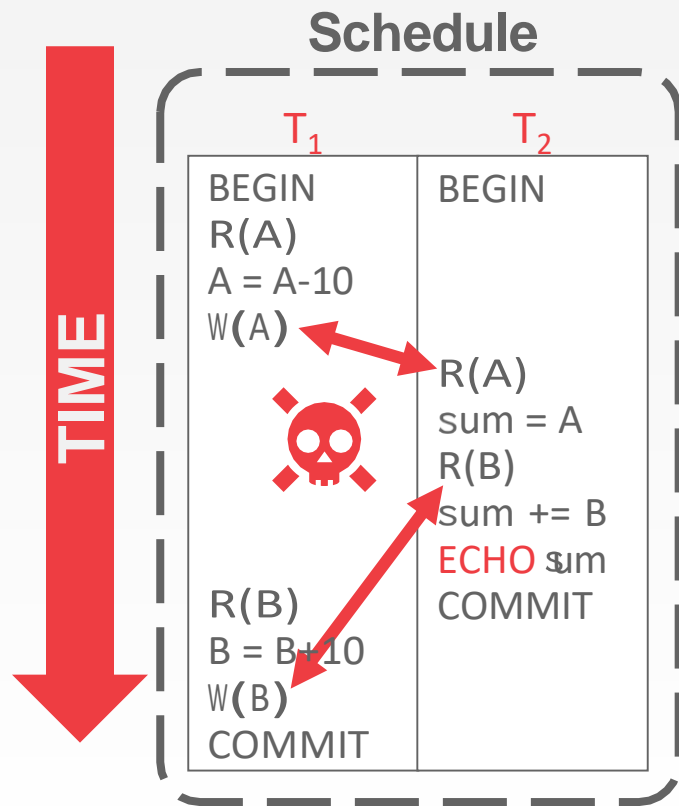 Schedule
TIME
T₁
T₂
BEGIN
R(A)
A = A-10
W(A)
R(B)
B = B+10
W(B)
COMMIT
BEGIN
R(A)
sum = A
R(B)
sum += B
ECHO sum
COMMIT